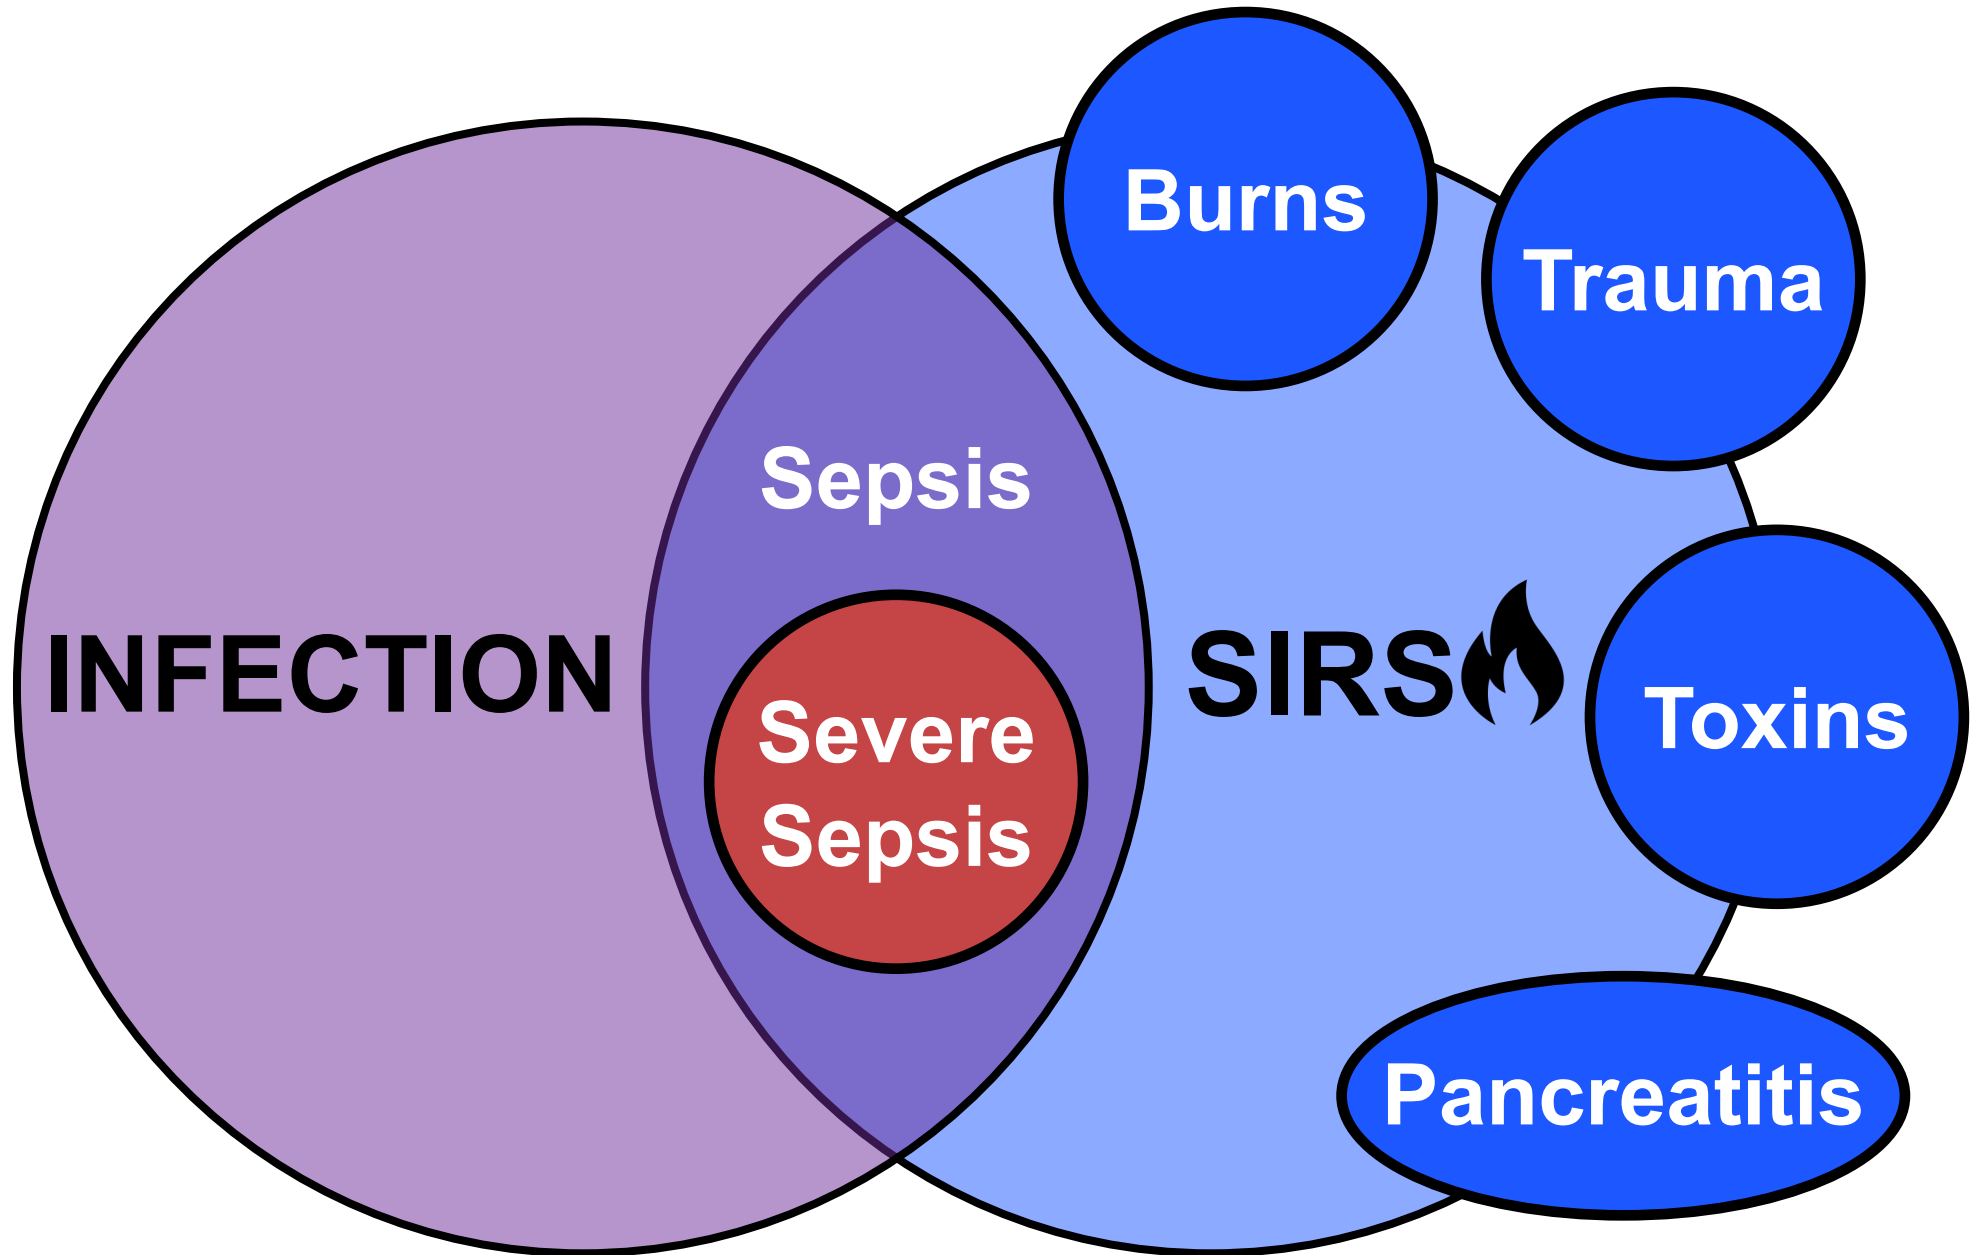 Burns
Trauma
Sepsis
INFECTION
SIRS
Severe
Sepsis
Toxins
Pancreatitis